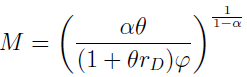 M = \left( \frac{\alpha\theta}{(1 + \theta r_D)\varphi} \right)^{\frac{1}{1-\alpha}}